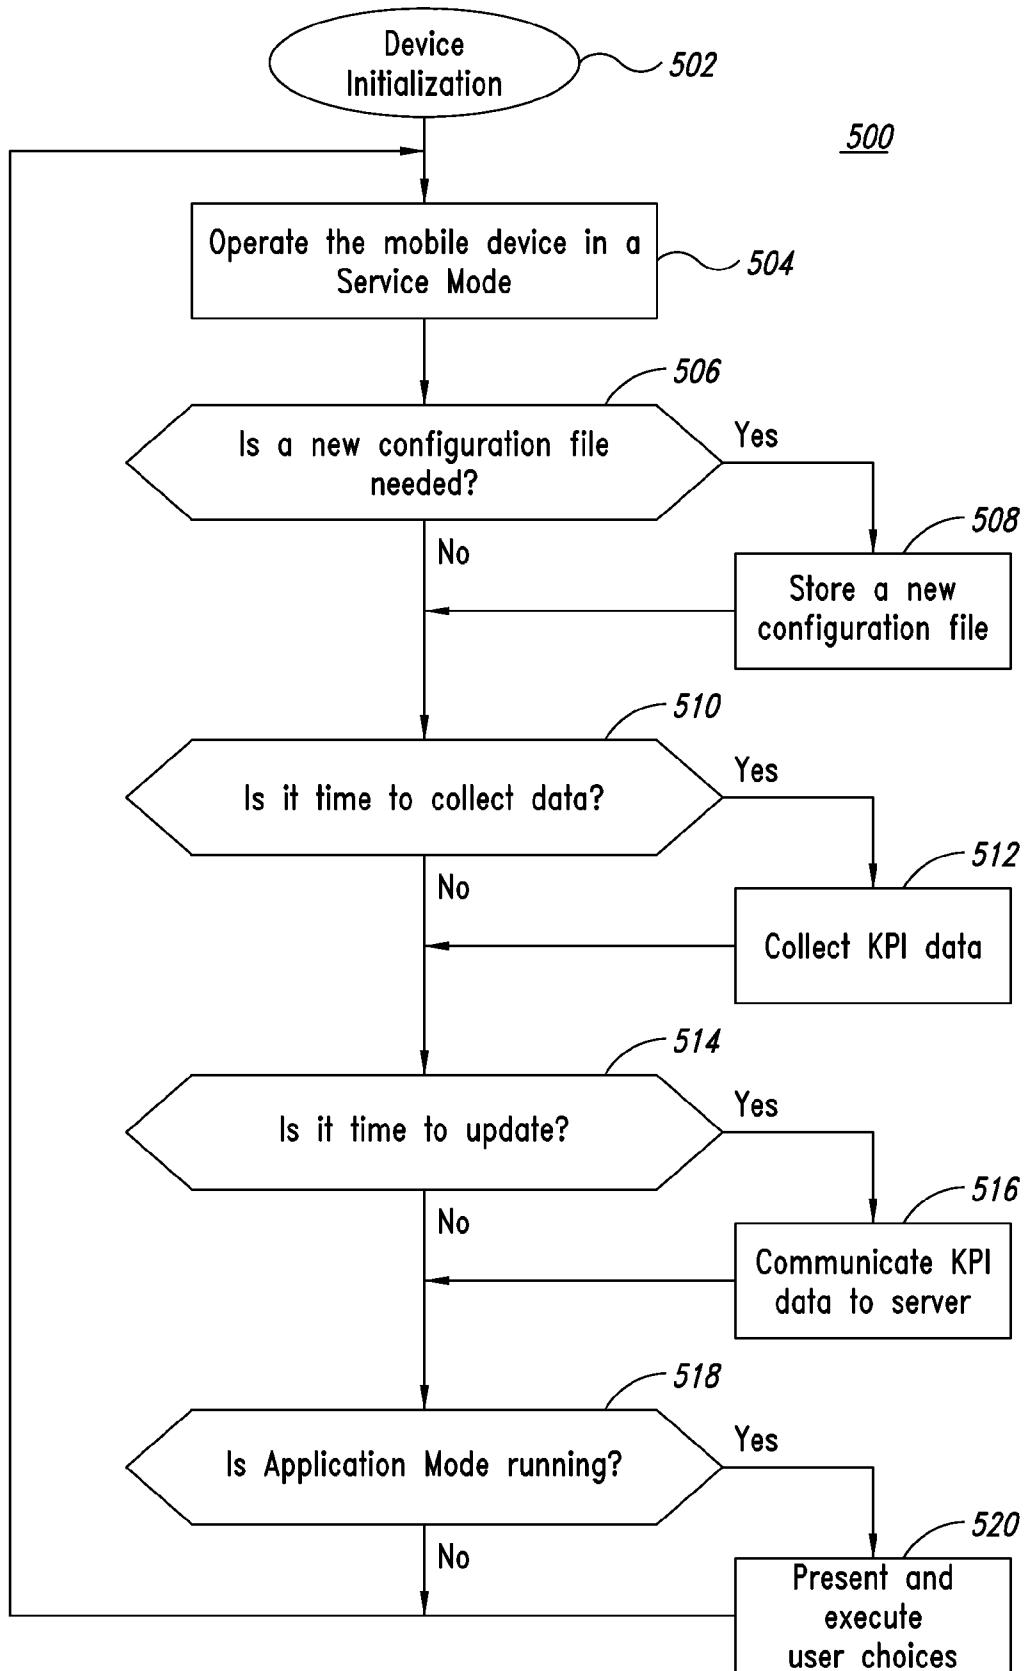 Device
Initialization
502
500
Operate the mobile device in a
Service Mode
504
506
Is a new configuration file
needed?
Yes
508
No
Store a new
configuration file
510
Is it time to collect data?
Yes
512
No
Collect KPI data
514
Is it time to update?
Yes
516
No
Communicate KPI
data to server
518
Is Application Mode running?
Yes
520
No
Present and
execute
user choices